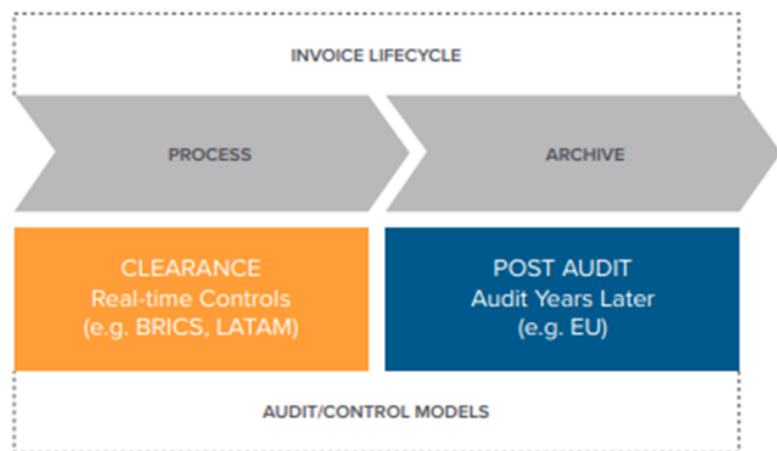 INVOICE LIFECYCLE
PROCESS
ARCHIVE
CLEARANCE
Real-time Controls
(e.g. BRICS, LATAM)
POST AUDIT
Audit Years Later
(e.g. EU)
AUDIT/CONTROL MODELS